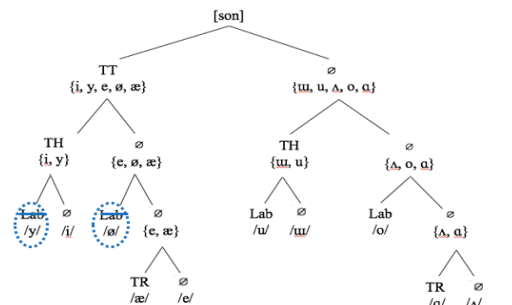 [son]
TT ∅
{i, y, e, ø, æ} {ɯ, u, ʌ, o, ɑ}
TH ∅ TH ∅
{i, y} {e, ø, æ} {ɯ, u} {ʌ, o, ɑ}
Lab ∅ Lab ∅ Lab ∅ Lab ∅
/y/ /i/ /ø/ {e, æ} /u/ /ɯ/ /o/ {ʌ, ɑ}
TR ∅ TR ∅
/æ/ /e/ /ɑ/ /ʌ/